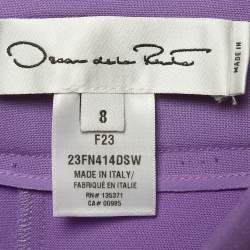 Oscar de la Renta
MADE IN
8
F23
23FN414DSW
MADE IN ITALY/
FABRIQUÉ EN ITALIE
RN# 135371
CA# 00985